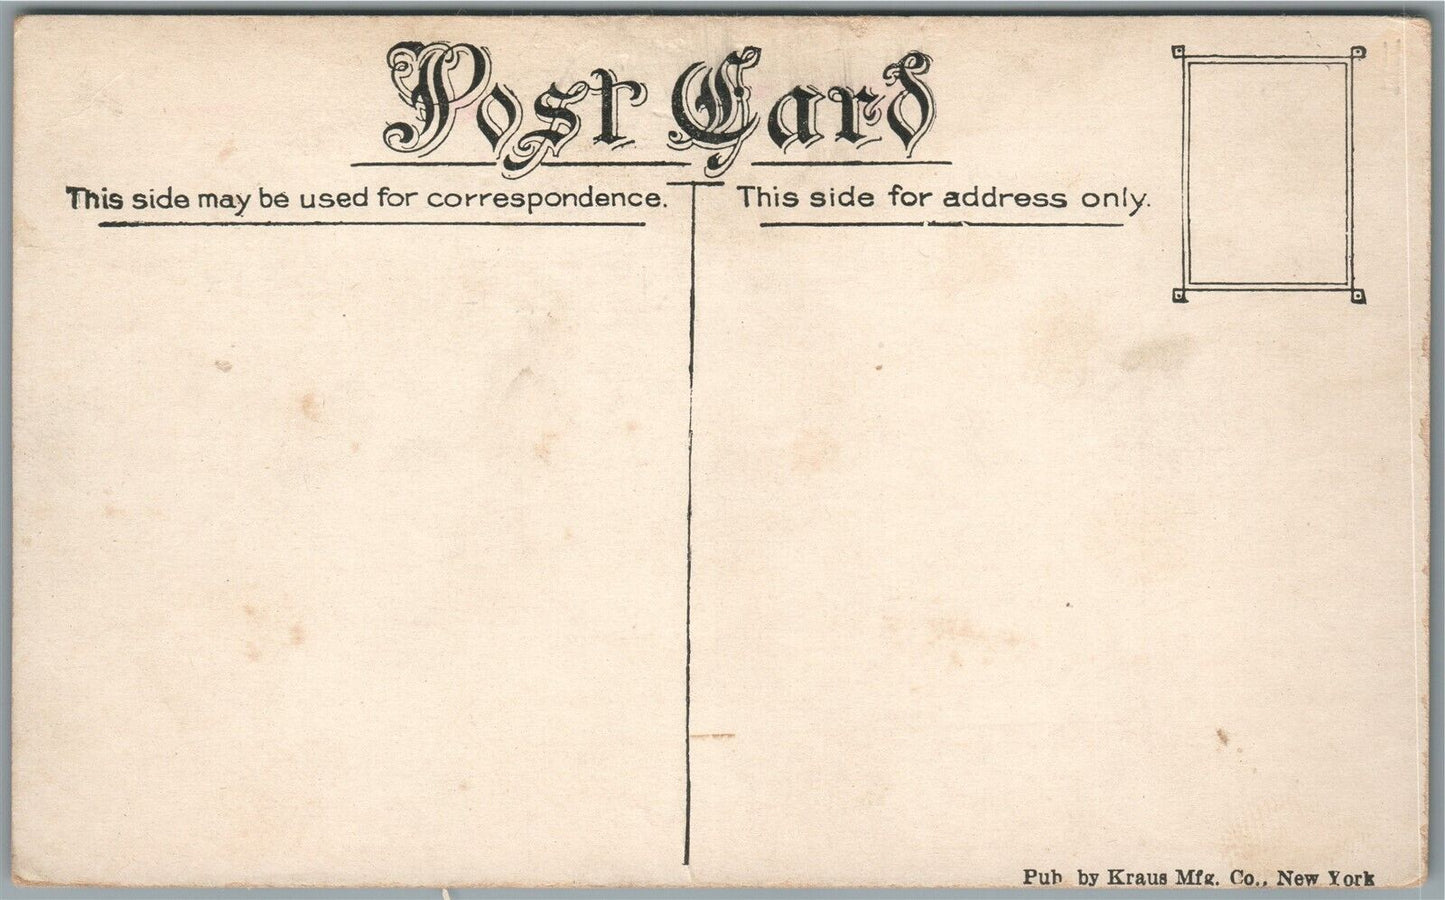 Post Card
This side may be used for correspondence.
This side for address only.
Pub by Kraus Mfg. Co., New York